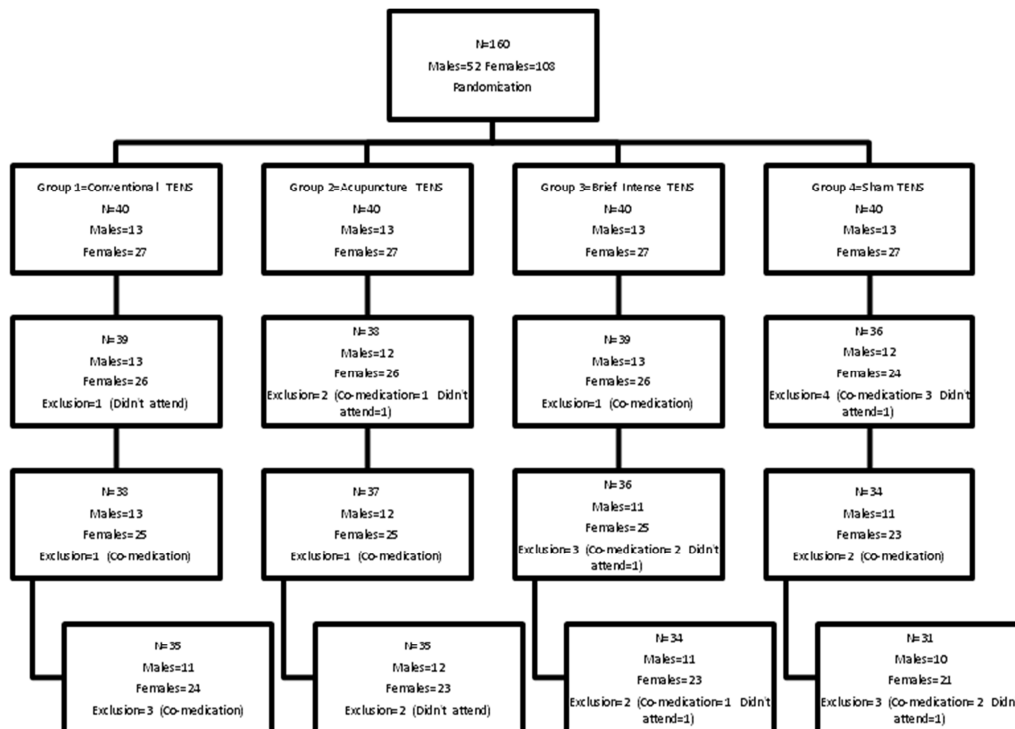 N=160
Males=52 Females=108
Randomization
Group 1=Conventional TENS
N=40
Males=13
Females=27
Group 2=Acupuncture TENS
N=40
Males=13
Females=27
Group 3=Brief Intense TENS
N=40
Males=13
Females=27
Group 4=Sham TENS
N=40
Males=13
Females=27
N=39
Males=13
Females=26
Exclusion=1 (Didn't attend)
N=38
Males=12
Females=26
Exclusion=2 (Co-medication=1 Didn't
attend=1)
N=39
Males=13
Females=26
Exclusion=1 (Co-medication)
N=36
Males=12
Females=24
Exclusion=4 (Co-medication=3 Didn't
attend=1)
N=38
Males=13
Females=25
Exclusion=1 (Co-medication)
N=37
Males=12
Females=25
Exclusion=1 (Co-medication)
N=36
Males=11
Females=25
Exclusion=3 (Co-medication=2 Didn't
attend=1)
N=34
Males=11
Females=23
Exclusion=2 (Co-medication)
N=35
Males=11
Females=24
Exclusion=3 (Co-medication)
N=35
Males=12
Females=23
Exclusion=2 (Didn't attend)
N=34
Males=11
Females=23
Exclusion=2 (Co-medication=1 Didn't
attend=1)
N=31
Males=10
Females=21
Exclusion=3 (Co-medication=2 Didn'
attend=1)